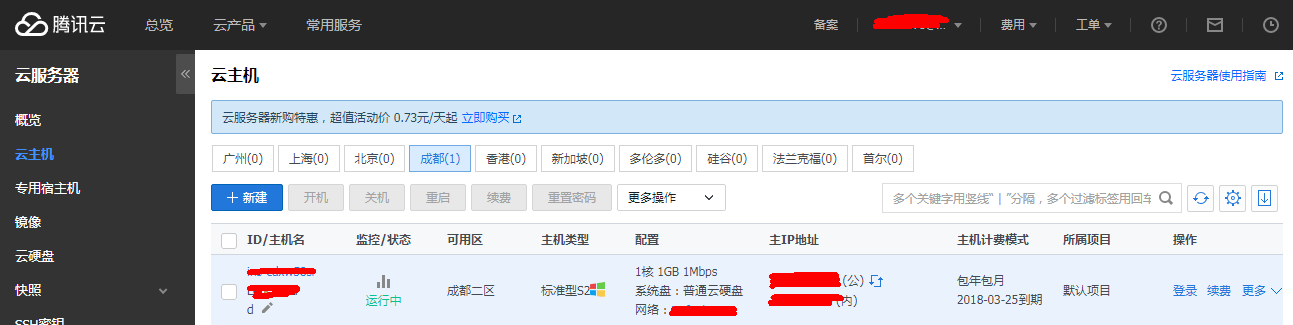 腾讯云 总览 云产品 常用服务 备案 费用 工单
云服务器 « 云主机 云服务器使用指南
云服务器新购特惠，超值活动价 0.73元/天起 立即购买
概览
云主机 广州(0) 上海(0) 北京(0) 成都(1) 香港(0) 新加坡(0) 多伦多(0) 硅谷(0) 法兰克福(0) 首尔(0)
专用宿主机 + 新建 开机 关机 重启 续费 重置密码 更多操作 多个关键字用竖线" | "分隔，多个过滤标签用回车
镜像
ID/主机名 监控/状态 可用区 主机类型 配置 主IP地址 主机计费模式 所属项目 操作
云硬盘
1核 1GB 1Mbps (公) 包年包月
快照 运行中 成都二区 标准型S2 系统盘：普通云硬盘 (内) 2018-03-25到期 默认项目 登录 续费 更多
d 网络：
SSH密钥